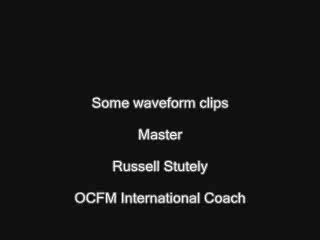 Some waveform clips
Master
Russell Stutely
OCFM International Coach